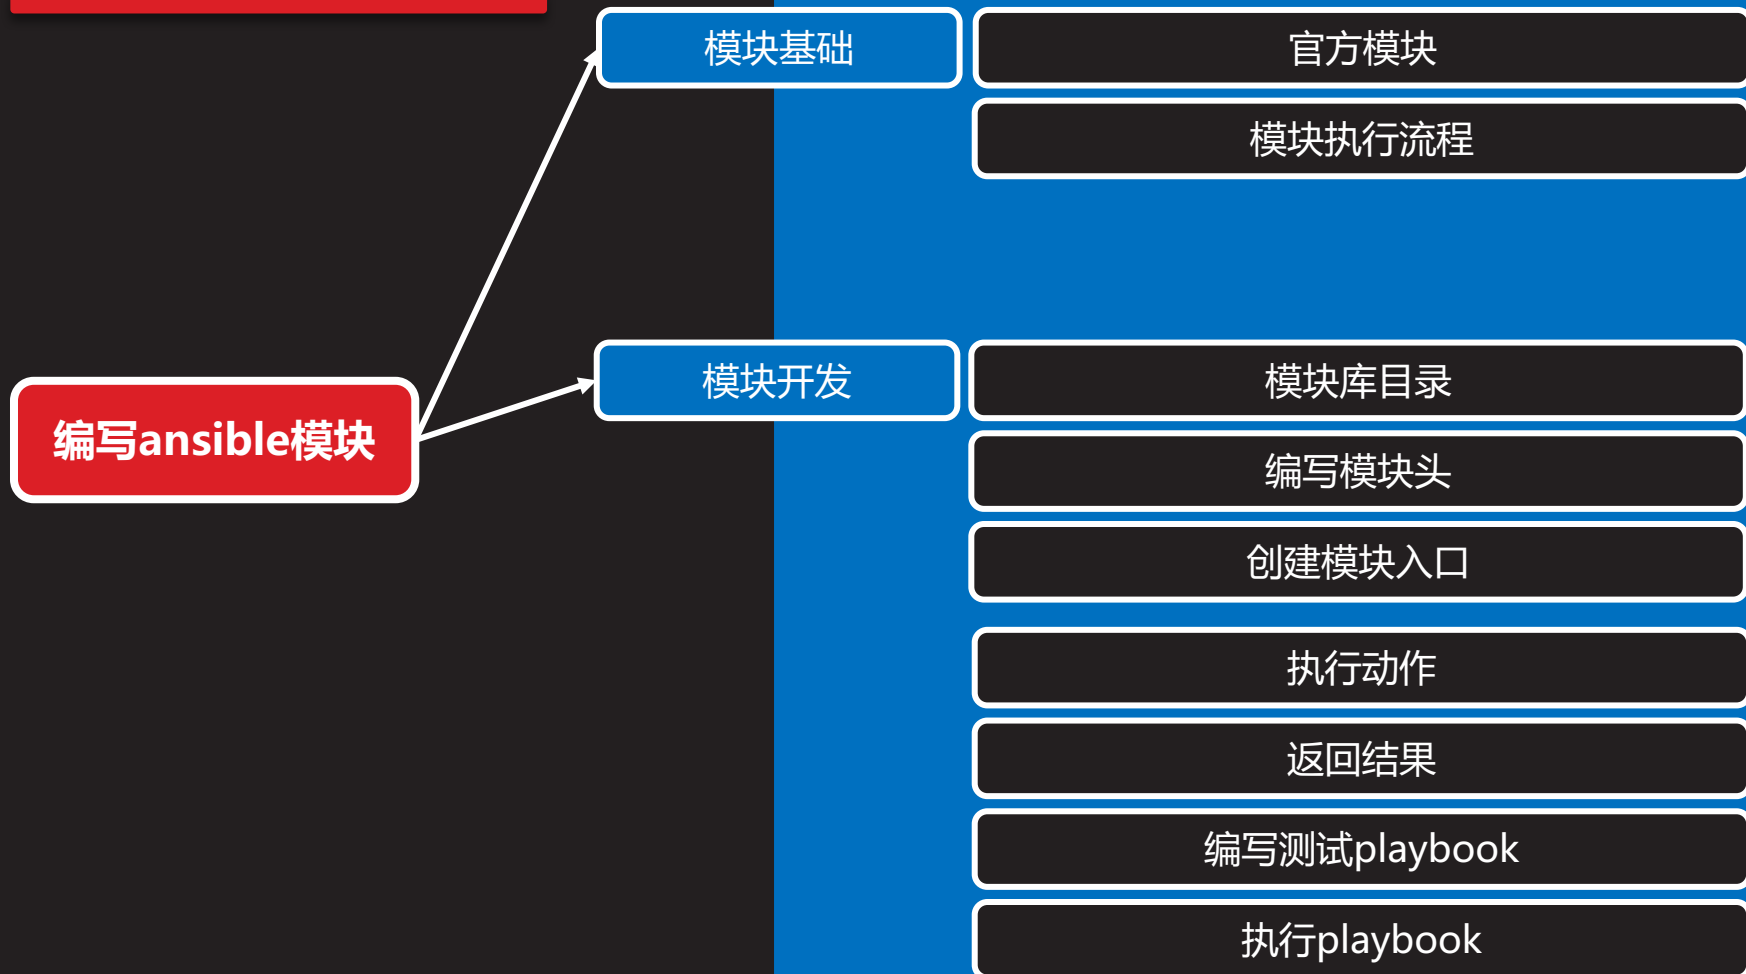 模块基础
官方模块
模块执行流程
编写ansible模块
模块开发
模块库目录
编写模块头
创建模块入口
执行动作
返回结果
编写测试playbook
执行playbook